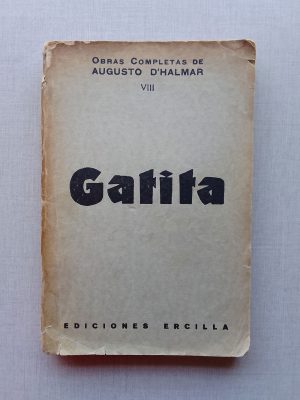 OBRAS COMPLETAS DE
AUGUSTO D'HALMAR
VIII
Gatita
EDICIONES ERCILLA